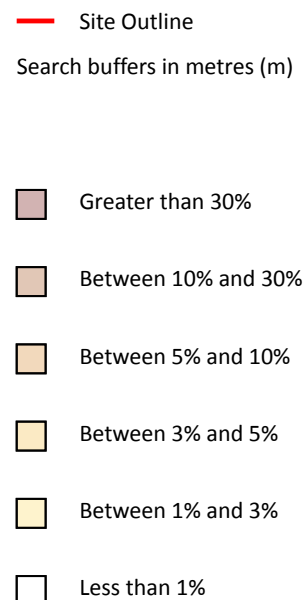 Site Outline
Search buffers in metres (m)
Greater than 30%
Between 10% and 30%
Between 5% and 10%
Between 3% and 5%
Between 1% and 3%
Less than 1%